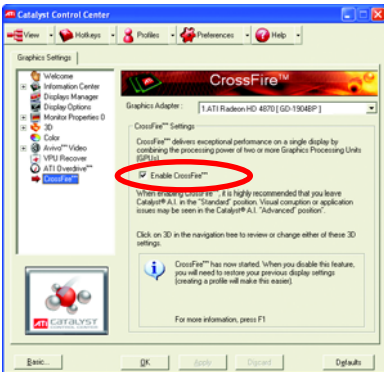 Catalyst Control Center
View
Hotkeys
Profiles
Preferences
Help
Graphics Settings
Welcome
Information Center
Displays Manager
Display Options
Monitor Properties 0
3D
Color
Avivo™ Video
VPU Recover
ATI Overdrive™
CrossFire™
CrossFire™
Graphics Adapter:
1.ATI Radeon HD 4870 [ GD-19048P ]
CrossFire™ Settings
CrossFire™ delivers exceptional performance on a single display by
combining the processing power of two or more Graphics Processing Units
(GPUs)
Enable CrossFire™
When enabling CrossFire™, it is highly recommended that you leave
Catalyst® A.I. in the "Standard" position. Visual corruption or application
issues may be seen in the Catalyst® A.I. "Advanced" position".
Click on 3D in the navigation tree to review or change either of these 3D
settings.
CrossFire™ has now started. When you disable this feature,
you will need to restore your previous display settings
(creating a profile will make this easier).
For more information, press F1
ATI CATALYST
CONTROL CENTER
Basic...
OK
Apply
Discard
Defaults